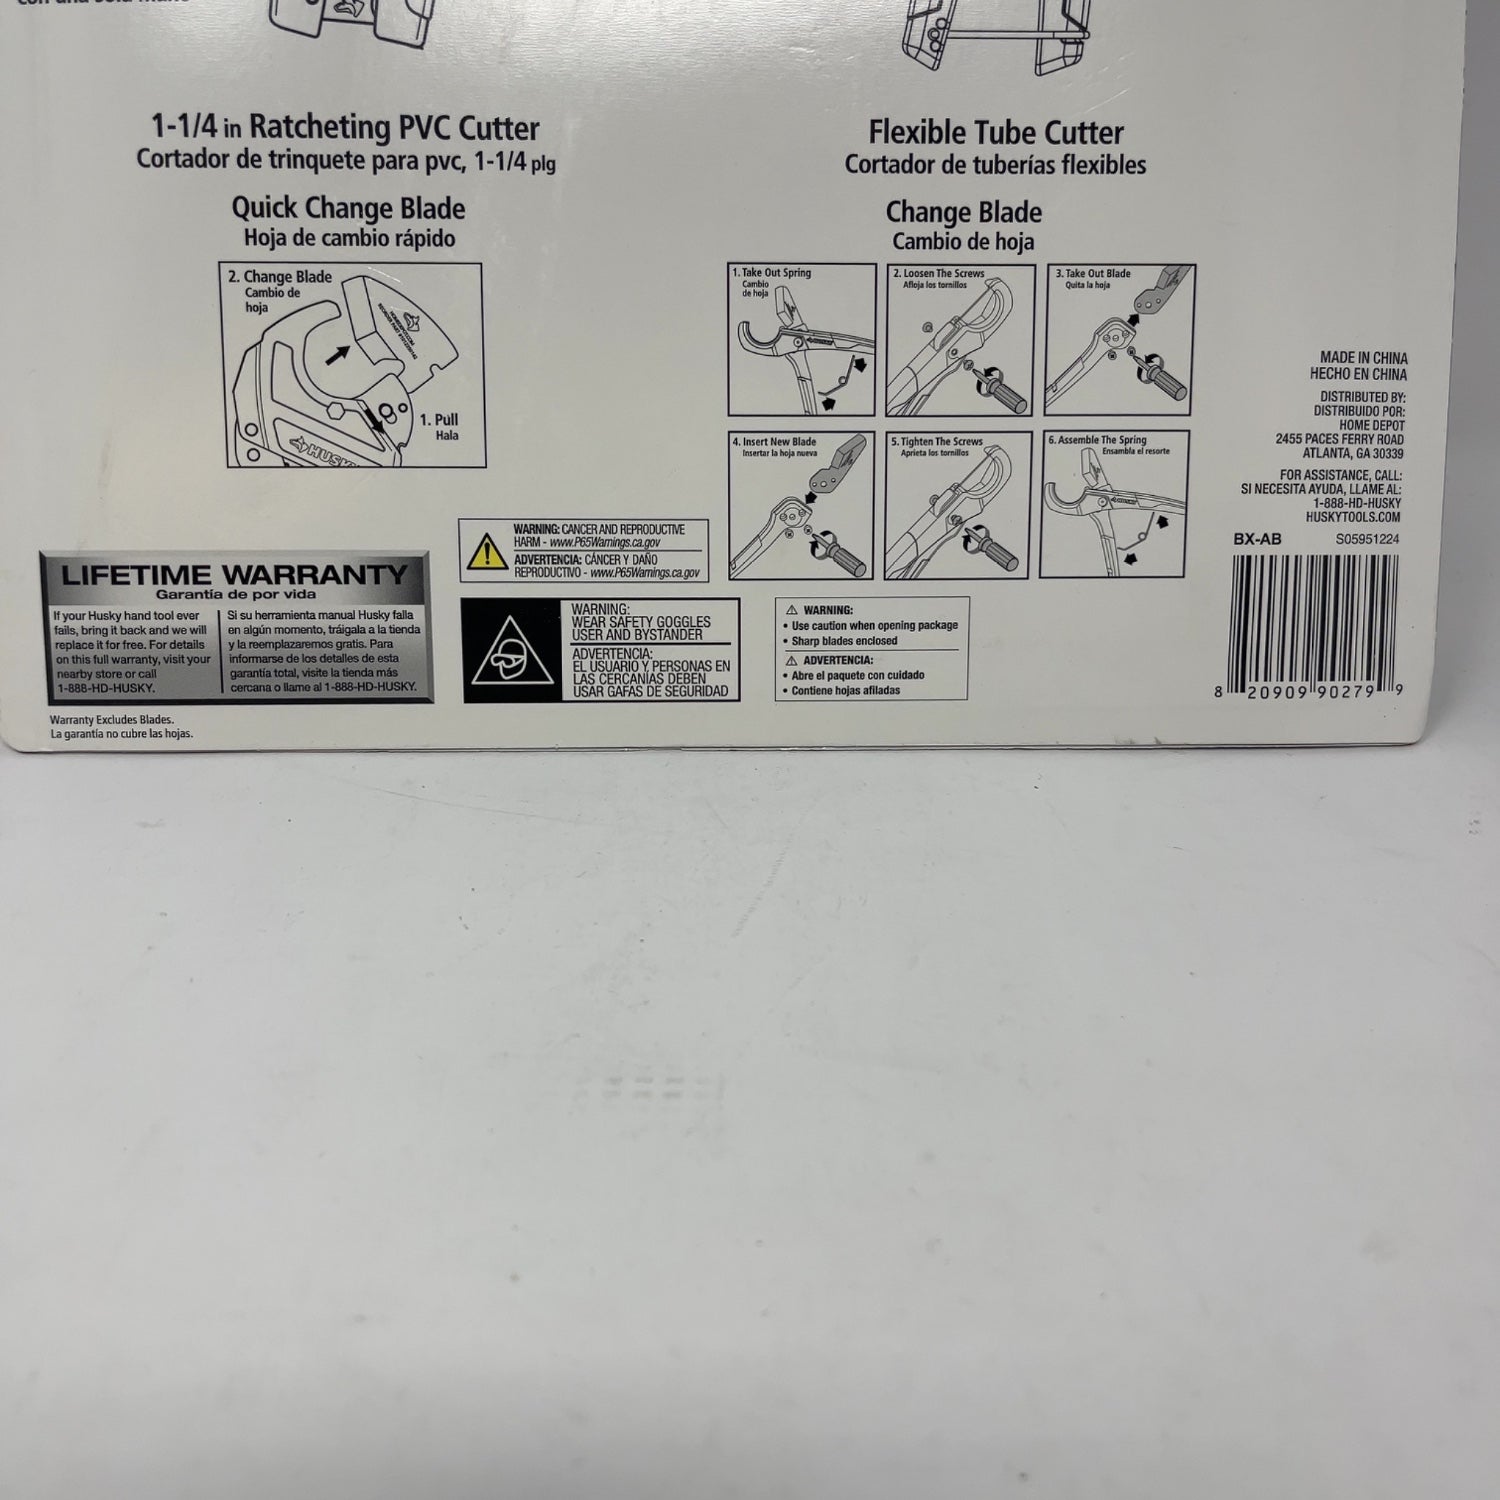 1-1/4 in Ratcheting PVC Cutter
Cortador de trinquete para pvc, 1-1/4 plg
Quick Change Blade
Hoja de cambio rápido
2. Change Blade
Cambio de
hoja
1. Pull
Hala
HUSKY
Flexible Tube Cutter
Cortador de tuberías flexibles
Change Blade
Cambio de hoja
1. Take Out Spring
Cambio
de hoja
2. Loosen The Screws
Afloja los tornillos
3. Take Out Blade
Quita la hoja
4. Insert New Blade
Insertar la hoja nueva
5. Tighten The Screws
Aprieta los tornillos
6. Assemble The Spring
Ensambla el resorte
MADE IN CHINA
HECHO EN CHINA
DISTRIBUTED BY:
DISTRIBUIDO POR:
HOME DEPOT
2455 PACES FERRY ROAD
ATLANTA, GA 30339
FOR ASSISTANCE, CALL:
SI NECESITA AYUDA, LLAME AL:
1-888-HD-HUSKY
HUSKYTOOLS.COM
BX-AB S05951224
8 20909 90279 9
LIFETIME WARRANTY
Garantía de por vida
If your Husky hand tool ever
fails, bring it back and we will
replace it for free. For details
on this full warranty, visit your
nearby store or call
1-888-HD-HUSKY.
Si su herramienta manual Husky falla
en algún momento, tráigala a la tienda
y la reemplazaremos gratis. Para
informarse de los detalles de esta
garantía total, visite la tienda más
cercana o llame al 1-888-HD-HUSKY.
Warranty Excludes Blades.
La garantía no cubre las hojas.
WARNING: CANCER AND REPRODUCTIVE
HARM - www.P65Warnings.ca.gov
ADVERTENCIA: CÁNCER Y DAÑO
REPRODUCTIVO - www.P65Warnings.ca.gov
WARNING:
WEAR SAFETY GOGGLES
USER AND BYSTANDER
ADVERTENCIA:
EL USUARIO Y PERSONAS EN
LAS CERCANÍAS DEBEN
USAR GAFAS DE SEGURIDAD
WARNING:
• Use caution when opening package
• Sharp blades enclosed
ADVERTENCIA:
• Abre el paquete con cuidado
• Contiene hojas afiladas